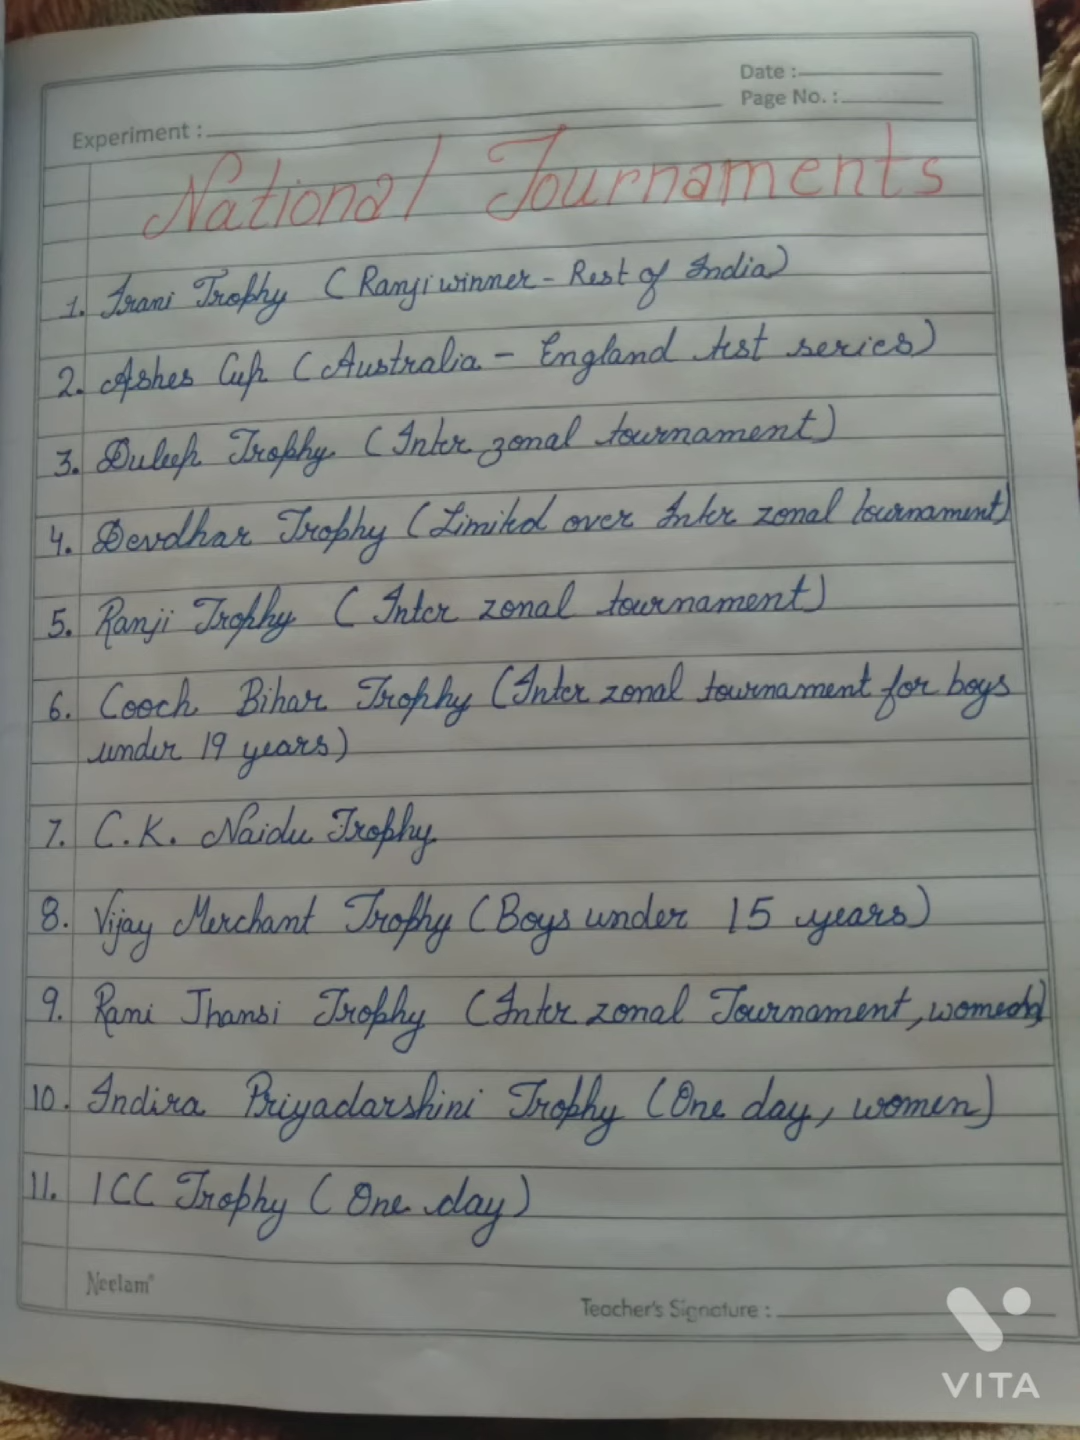 Date :
Page No. :
Experiment :
National Tournaments
1. Irani Trophy (Ranji winner - Rest of India)
2. Ashes Cup (Australia - England test series)
3. Duleep Trophy (Inter zonal tournament)
4. Devdhar Trophy (Limited over Inter zonal tournament)
5. Ranji Trophy (Inter zonal tournament)
6. Cooch Bihar Trophy (Inter zonal tournament for boys
under 19 years)
7. C.K. Naidu Trophy
8. Vijay Merchant Trophy (Boys under 15 years)
9. Rani Jhansi Trophy (Inter zonal Tournament, women)
10. Indira Priyadarshini Trophy (One day, women)
11. ICC Trophy (One day)
Neelam
Teacher's Signature :
VITA